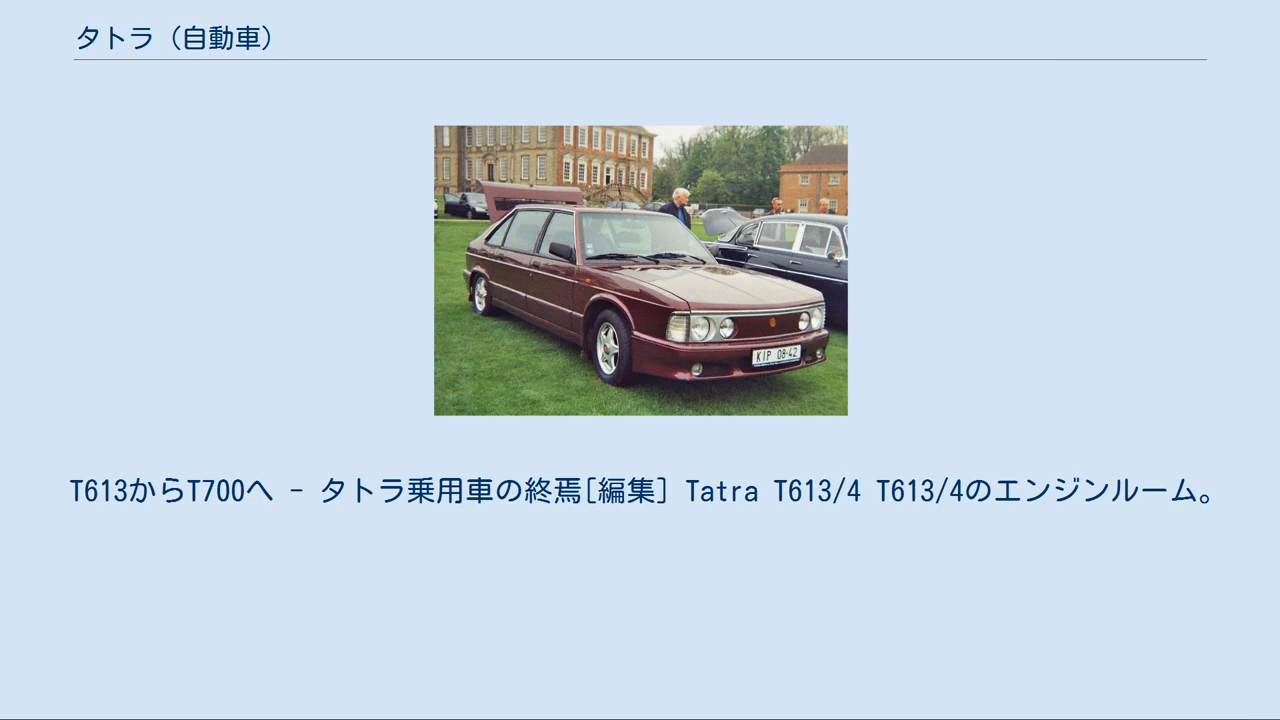 タトラ（自動車）
KIP 08-42
T613からT700へ - タトラ乗用車の終焉[編集] Tatra T613/4 T613/4のエンジンルーム。